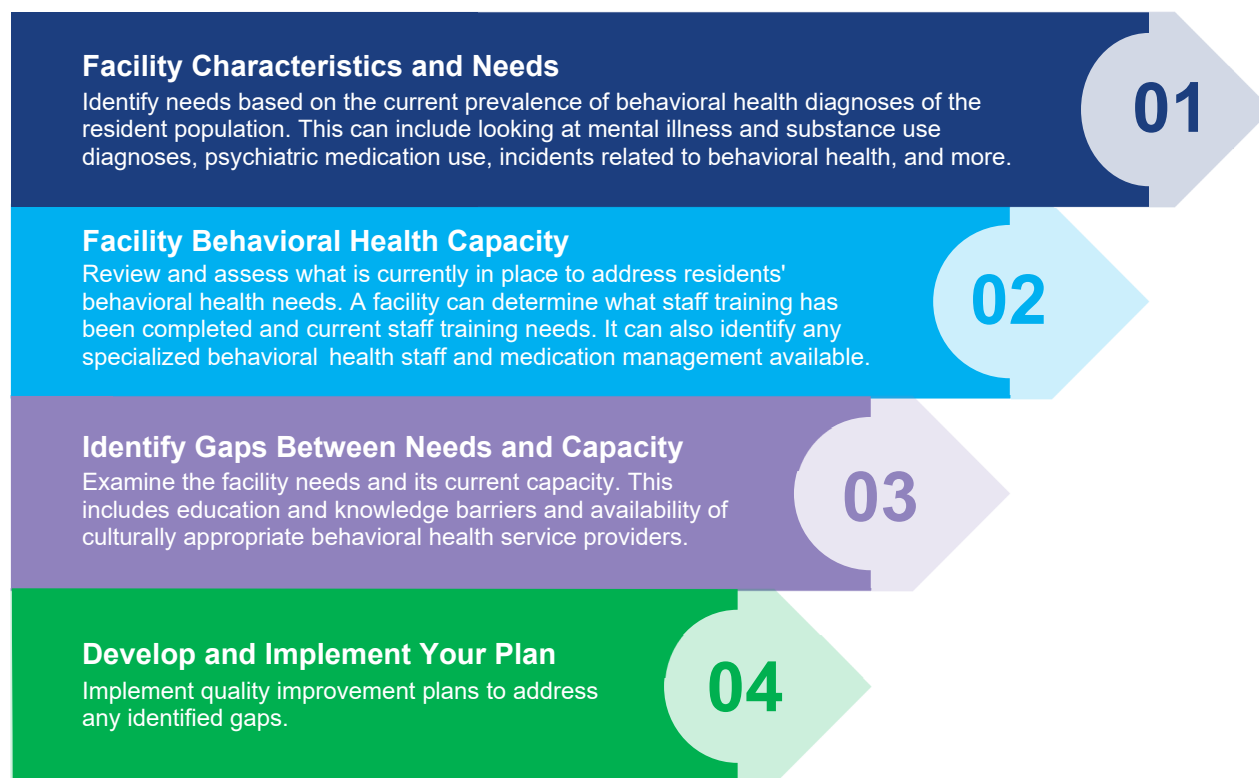 Facility Characteristics and Needs
Identify needs based on the current prevalence of behavioral health diagnoses of the
resident population. This can include looking at mental illness and substance use
diagnoses, psychiatric medication use, incidents related to behavioral health, and more.
01
Facility Behavioral Health Capacity
Review and assess what is currently in place to address residents'
behavioral health needs. A facility can determine what staff training has
been completed and current staff training needs. It can also identify any
specialized behavioral health staff and medication management available.
02
Identify Gaps Between Needs and Capacity
Examine the facility needs and its current capacity. This
includes education and knowledge barriers and availability of
culturally appropriate behavioral health service providers.
03
Develop and Implement Your Plan
Implement quality improvement plans to address
any identified gaps.
04